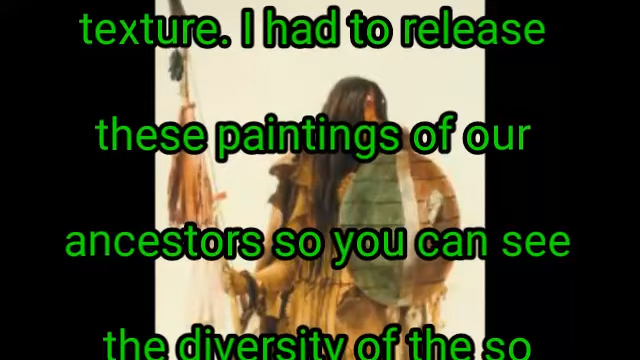 texture. I had to release
these paintings of our
ancestors so you can see
the diversity of the so